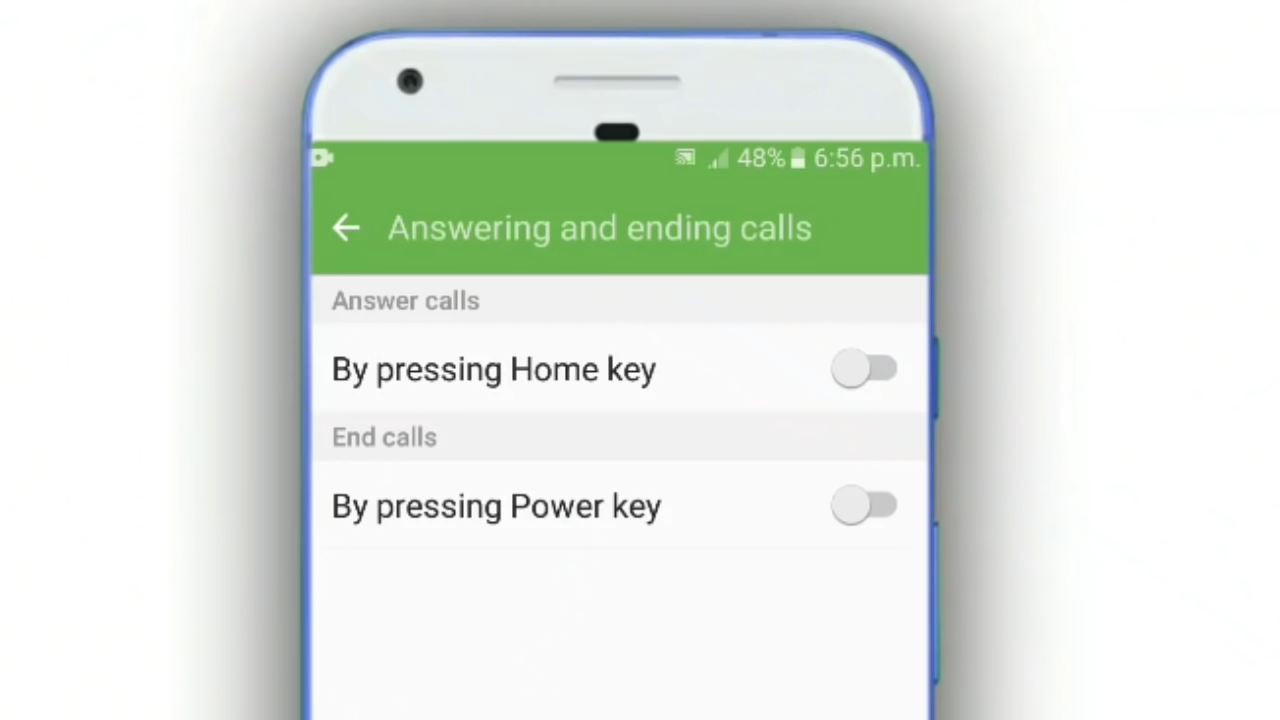 48% 6:56 p.m.
Answering and ending calls
Answer calls
By pressing Home key
End calls
By pressing Power key